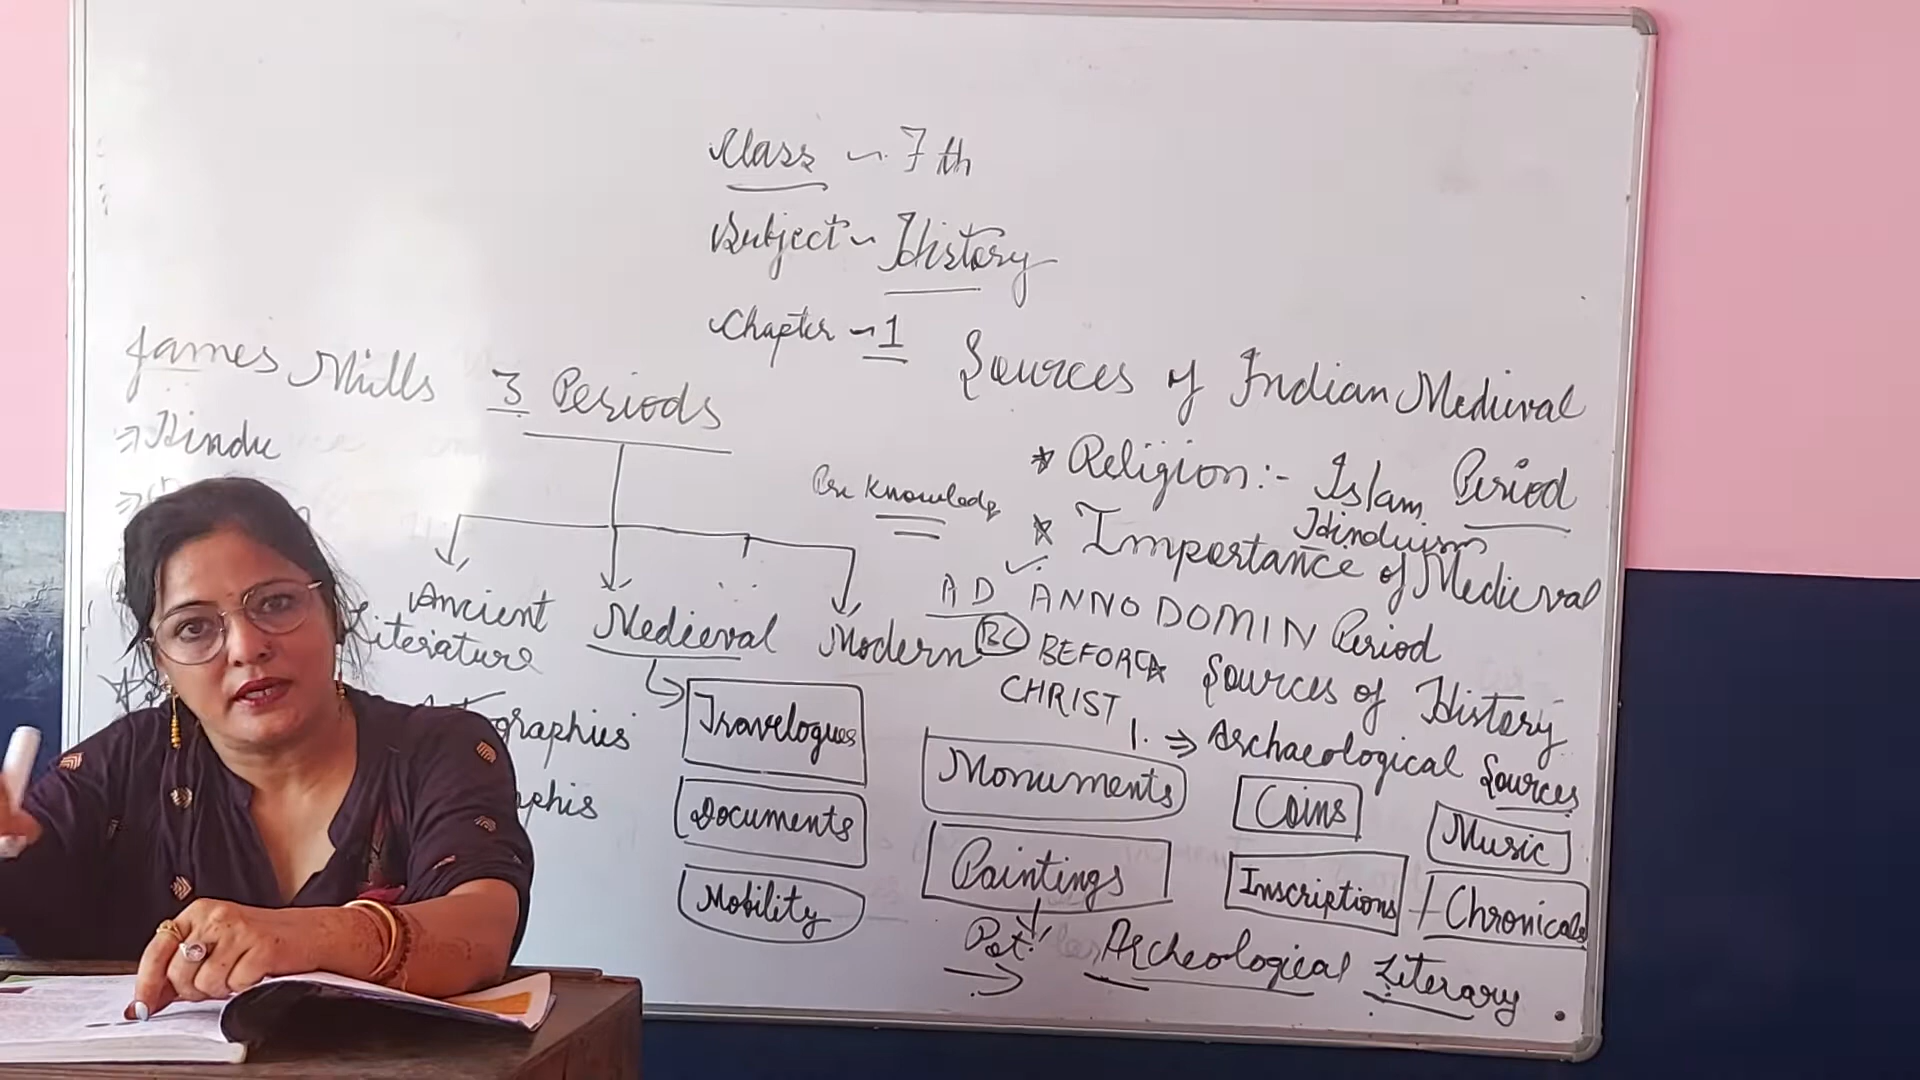 Class ~ 7th
Subject ~ History
Chapter ~ 1
Sources of Indian Medieval
Period
James Mills 3 Periods
⇒ Hindu
Ancient
Medieval
Modern
Literature
graphies
aphis
Travelogues
Documents
Mobility
Pre Knowledg
* Religion:- Islam
Hinduism
* Importance of Medieval
Period
AD ✓ ANNO DOMIN
BC BEFORE
CHRIST
* Sources of History
1. ⇒ Archaeological Sources
Monuments
Coins
Music
Paintings
Inscriptions
Chronicals
Archeological Literary